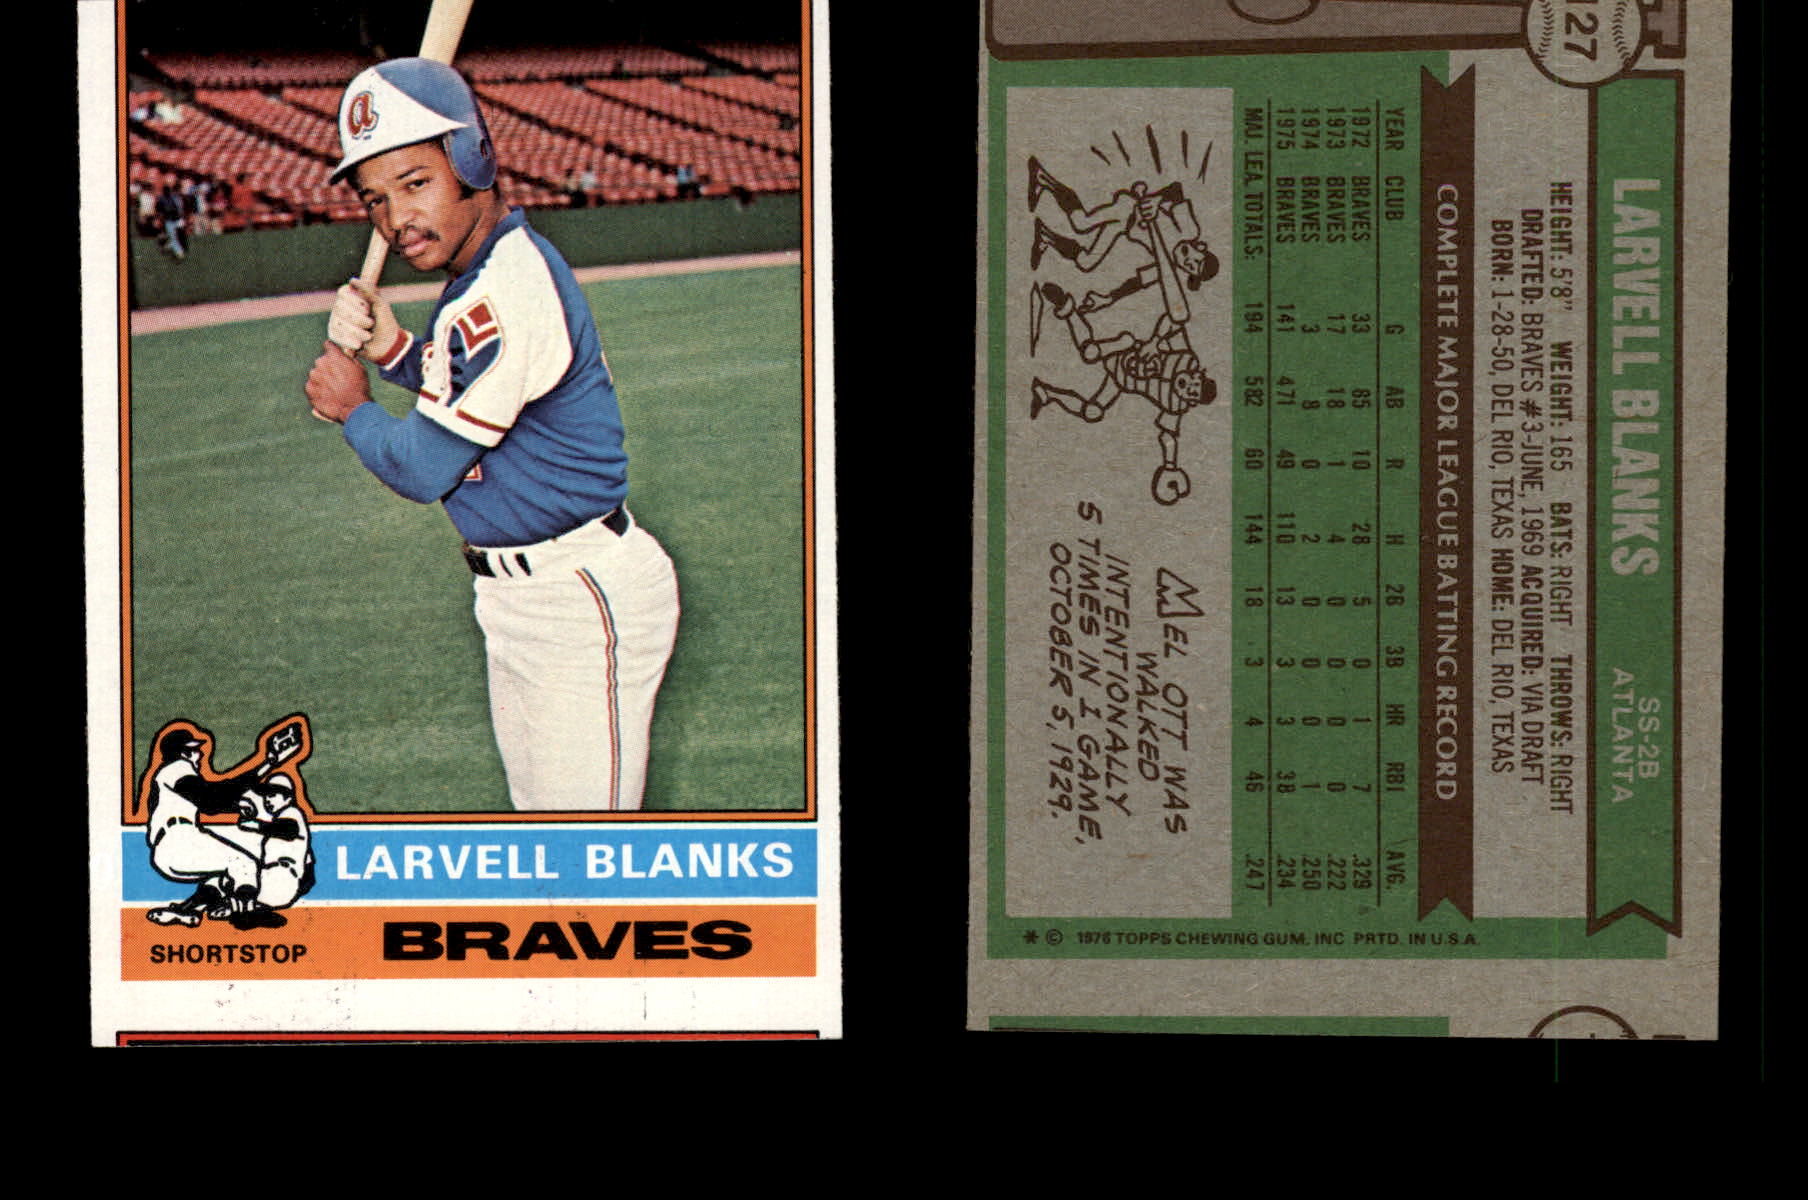 a
LARVELL BLANKS
SHORTSTOP
BRAVES
127
LARVELL BLANKS
SS-2B
ATLANTA
HEIGHT: 5'8" WEIGHT: 165 BATS: RIGHT THROWS: RIGHT
DRAFTED: BRAVES #3-JUNE, 1969 ACQUIRED: VIA DRAFT
BORN: 1-28-50, DEL RIO, TEXAS HOME: DEL RIO, TEXAS
COMPLETE MAJOR LEAGUE BATTING RECORD
YEAR CLUB G AB R H 2B 3B HR RBI AVG.
1972 BRAVES 33 85 10 28 5 0 1 7 .329
1973 BRAVES 17 18 1 4 0 0 0 0 .222
1974 BRAVES 3 8 0 2 0 0 0 1 .250
1975 BRAVES 141 471 49 110 13 3 3 38 .234
MAJ. LEA. TOTALS: 194 582 60 144 18 3 4 46 .247
MEL OTT WAS
WALKED
INTENTIONALLY
5 TIMES IN 1 GAME,
OCTOBER 5, 1929.
* © 1976 TOPPS CHEWING GUM, INC PRTD. IN U.S.A.